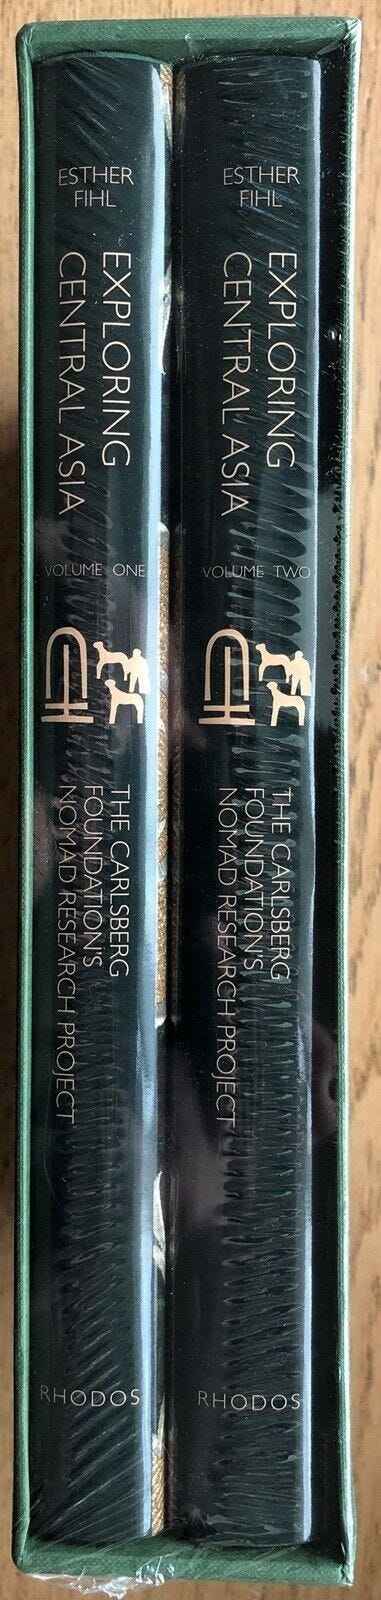 ESTHER
FIHL
EXPLORING
CENTRAL ASIA
VOLUME ONE
THE CARLSBERG
FOUNDATION'S
NOMAD RESEARCH PROJECT
RHODOS
ESTHER
FIHL
EXPLORING
CENTRAL ASIA
VOLUME TWO
THE CARLSBERG
FOUNDATION'S
NOMAD RESEARCH PROJECT
RHODOS